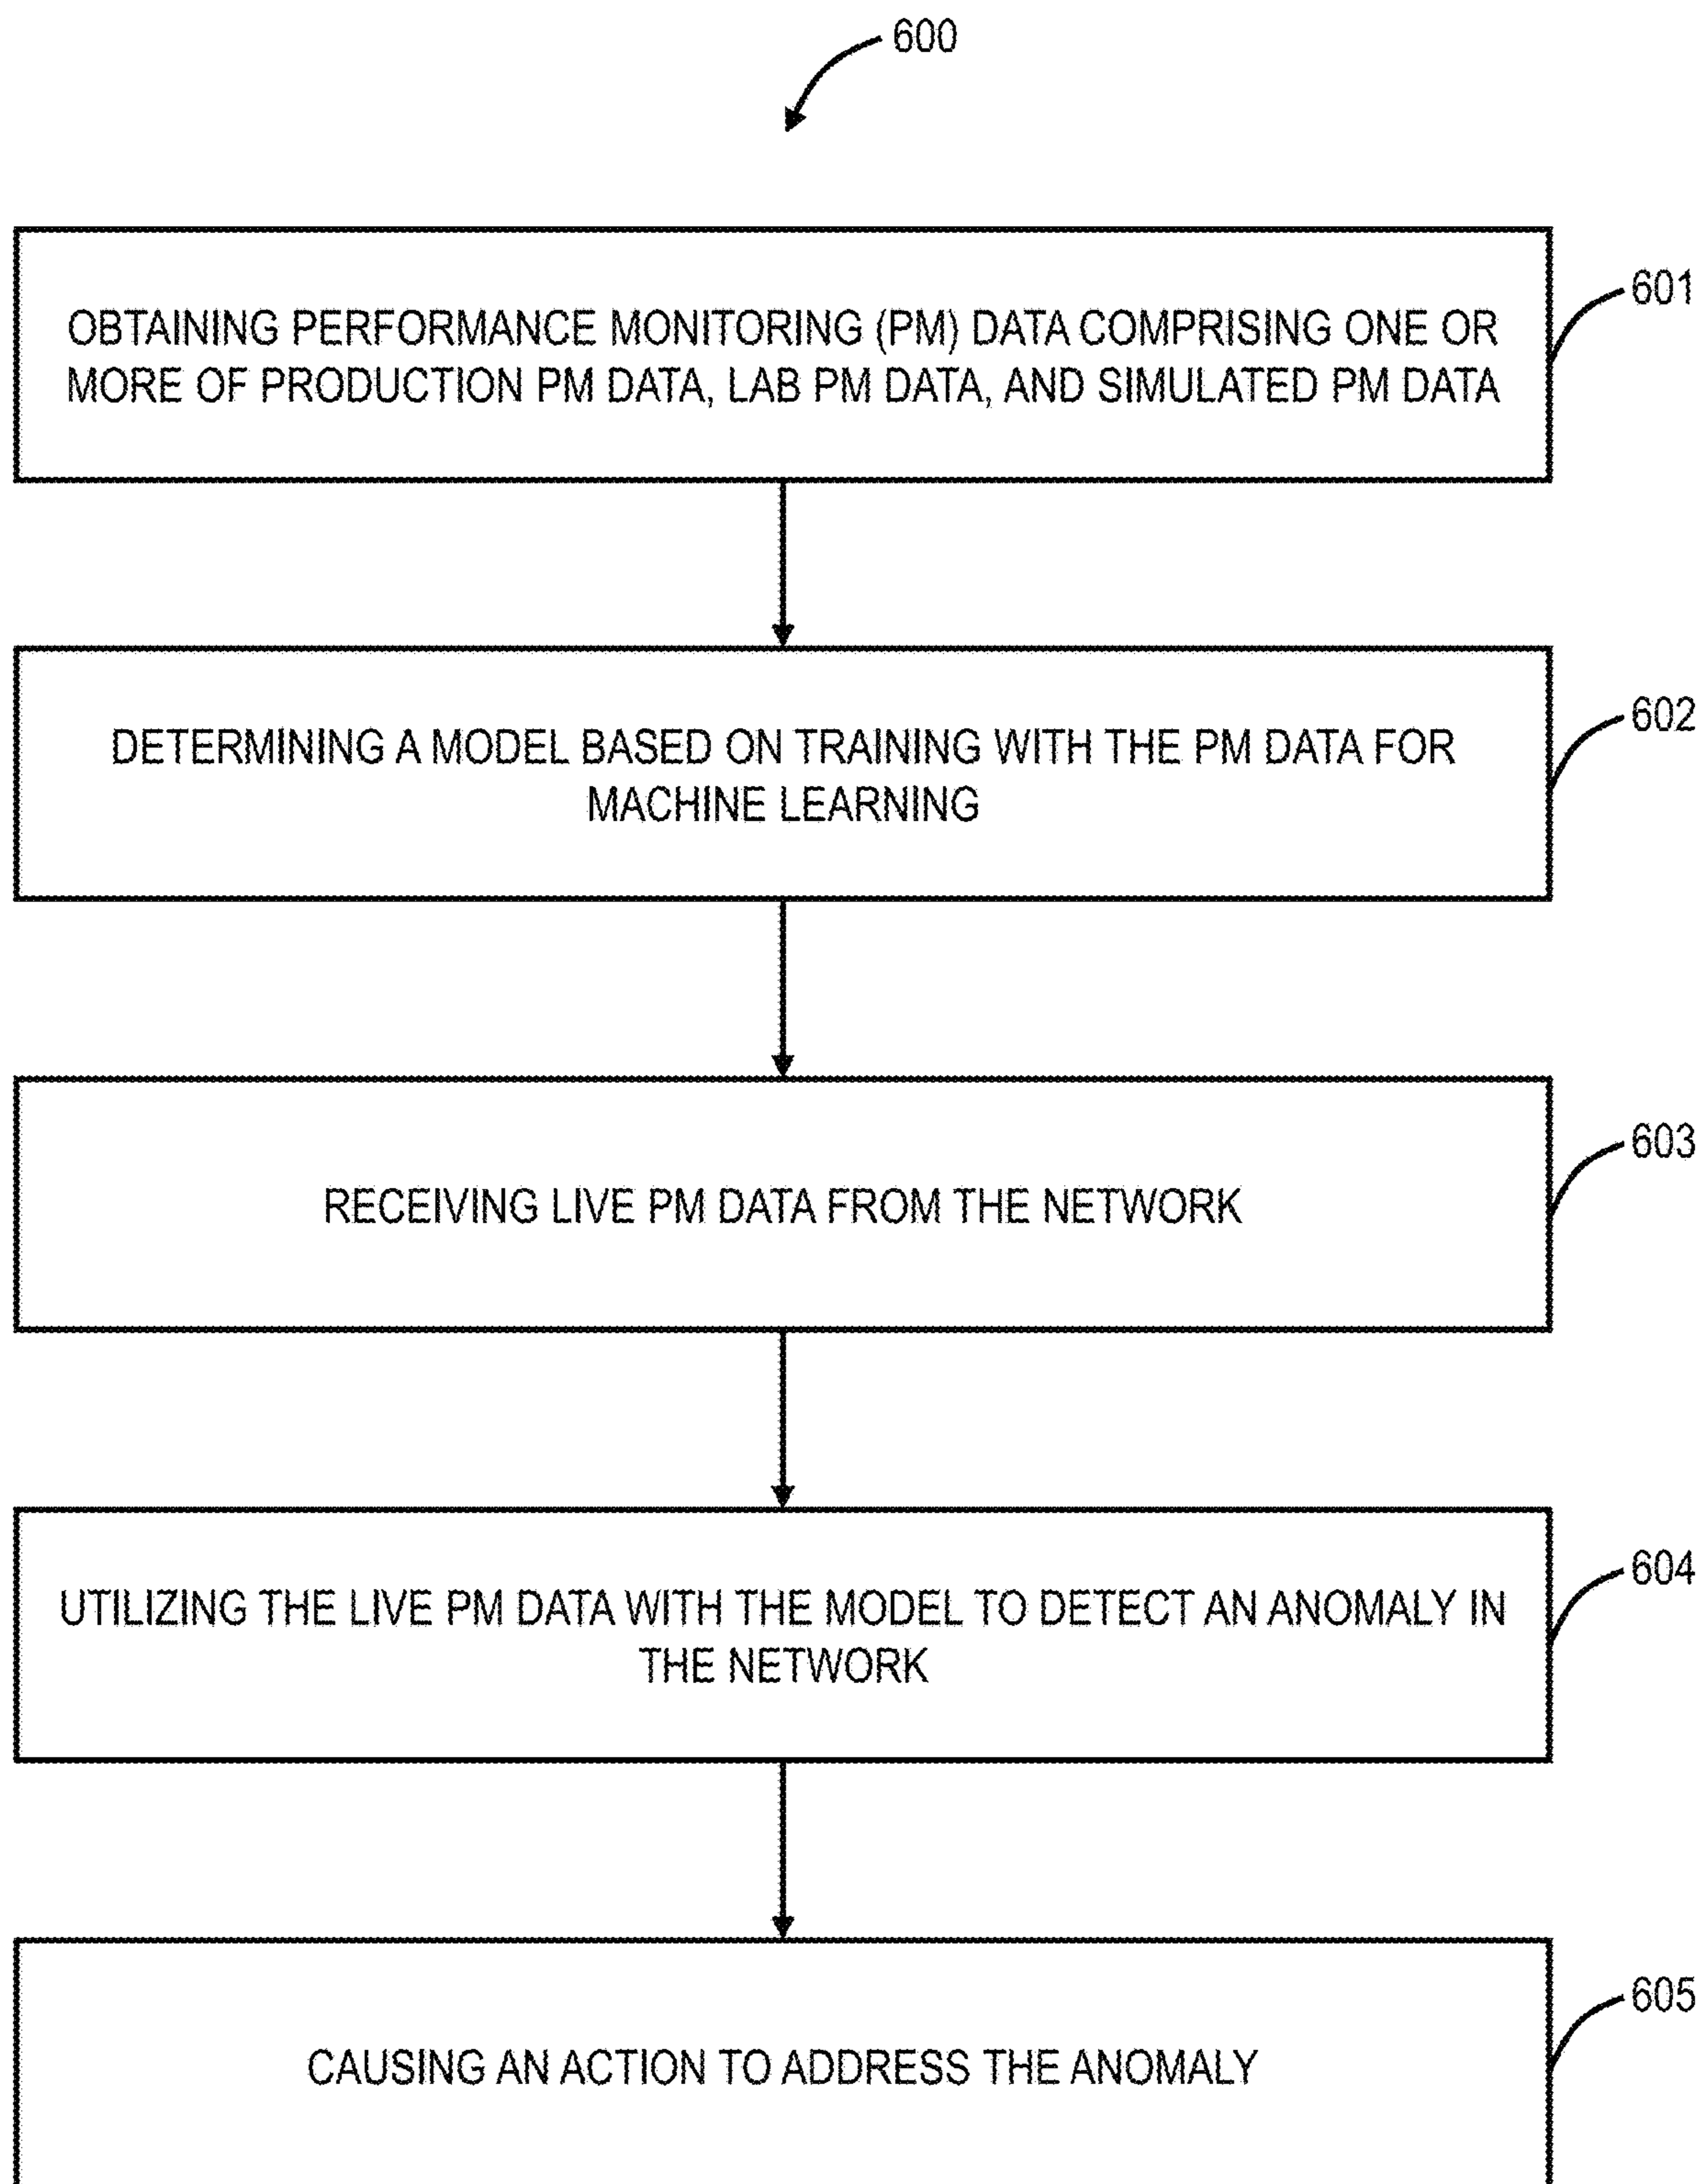 600
OBTAINING PERFORMANCE MONITORING (PM) DATA COMPRISING ONE OR
MORE OF PRODUCTION PM DATA, LAB PM DATA, AND SIMULATED PM DATA
601
DETERMINING A MODEL BASED ON TRAINING WITH THE PM DATA FOR
MACHINE LEARNING
602
RECEIVING LIVE PM DATA FROM THE NETWORK
603
UTILIZING THE LIVE PM DATA WITH THE MODEL TO DETECT AN ANOMALY IN
THE NETWORK
604
CAUSING AN ACTION TO ADDRESS THE ANOMALY
605